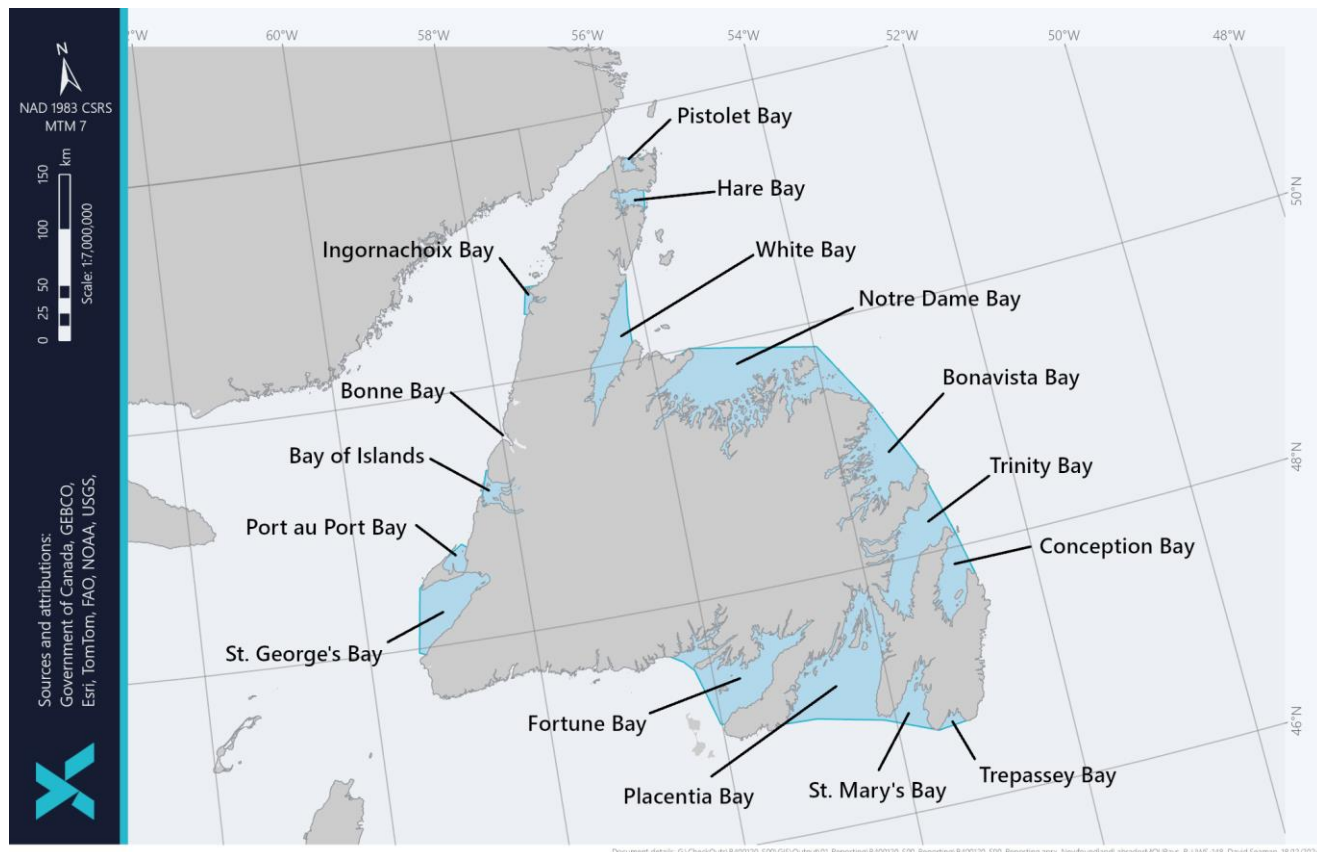 2°W
60°W
58°W
56°W
54°W
52°W
50°W
48°W
50°N
48°N
46°N
N
NAD 1983 CSRS
MTM 7
0 25 50 100 150
km
Scale: 1:7,000,000
Sources and attributions:
Government of Canada, GEBCO,
Esri, TomTom, FAO, NOAA, USGS,
Pistolet Bay
Hare Bay
White Bay
Ingornachoix Bay
Notre Dame Bay
Bonavista Bay
Bonne Bay
Bay of Islands
Trinity Bay
Port au Port Bay
Conception Bay
St. George's Bay
Fortune Bay
Placentia Bay
St. Mary's Bay
Trepassey Bay